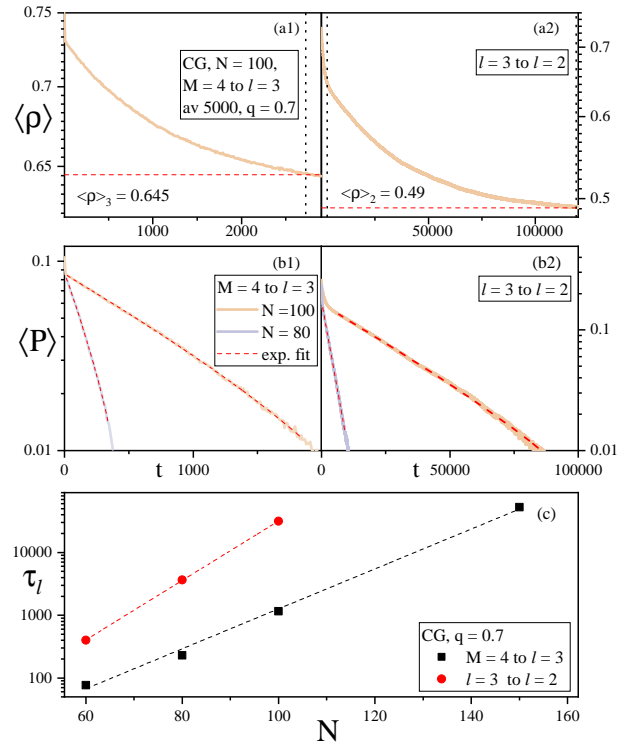 0.75
(a1)
(a2)
0.7
CG, N = 100,
l = 3 to l = 2
M = 4 to l = 3
av 5000, q = 0.7
0.7
⟨ρ⟩
0.6
0.65
<ρ>₃ = 0.645
<ρ>₂ = 0.49
0.5
1000
2000
50000
100000
0.1
(b1)
(b2)
M = 4 to l = 3
l = 3 to l = 2
N =100
N = 80
exp. fit
0.1
⟨P⟩
0.01
0.01
0
t
1000
0
t
50000
100000
(c)
10000
τl
1000
CG, q = 0.7
M = 4 to l = 3
l = 3 to l = 2
100
60
80
100
120
140
160
N